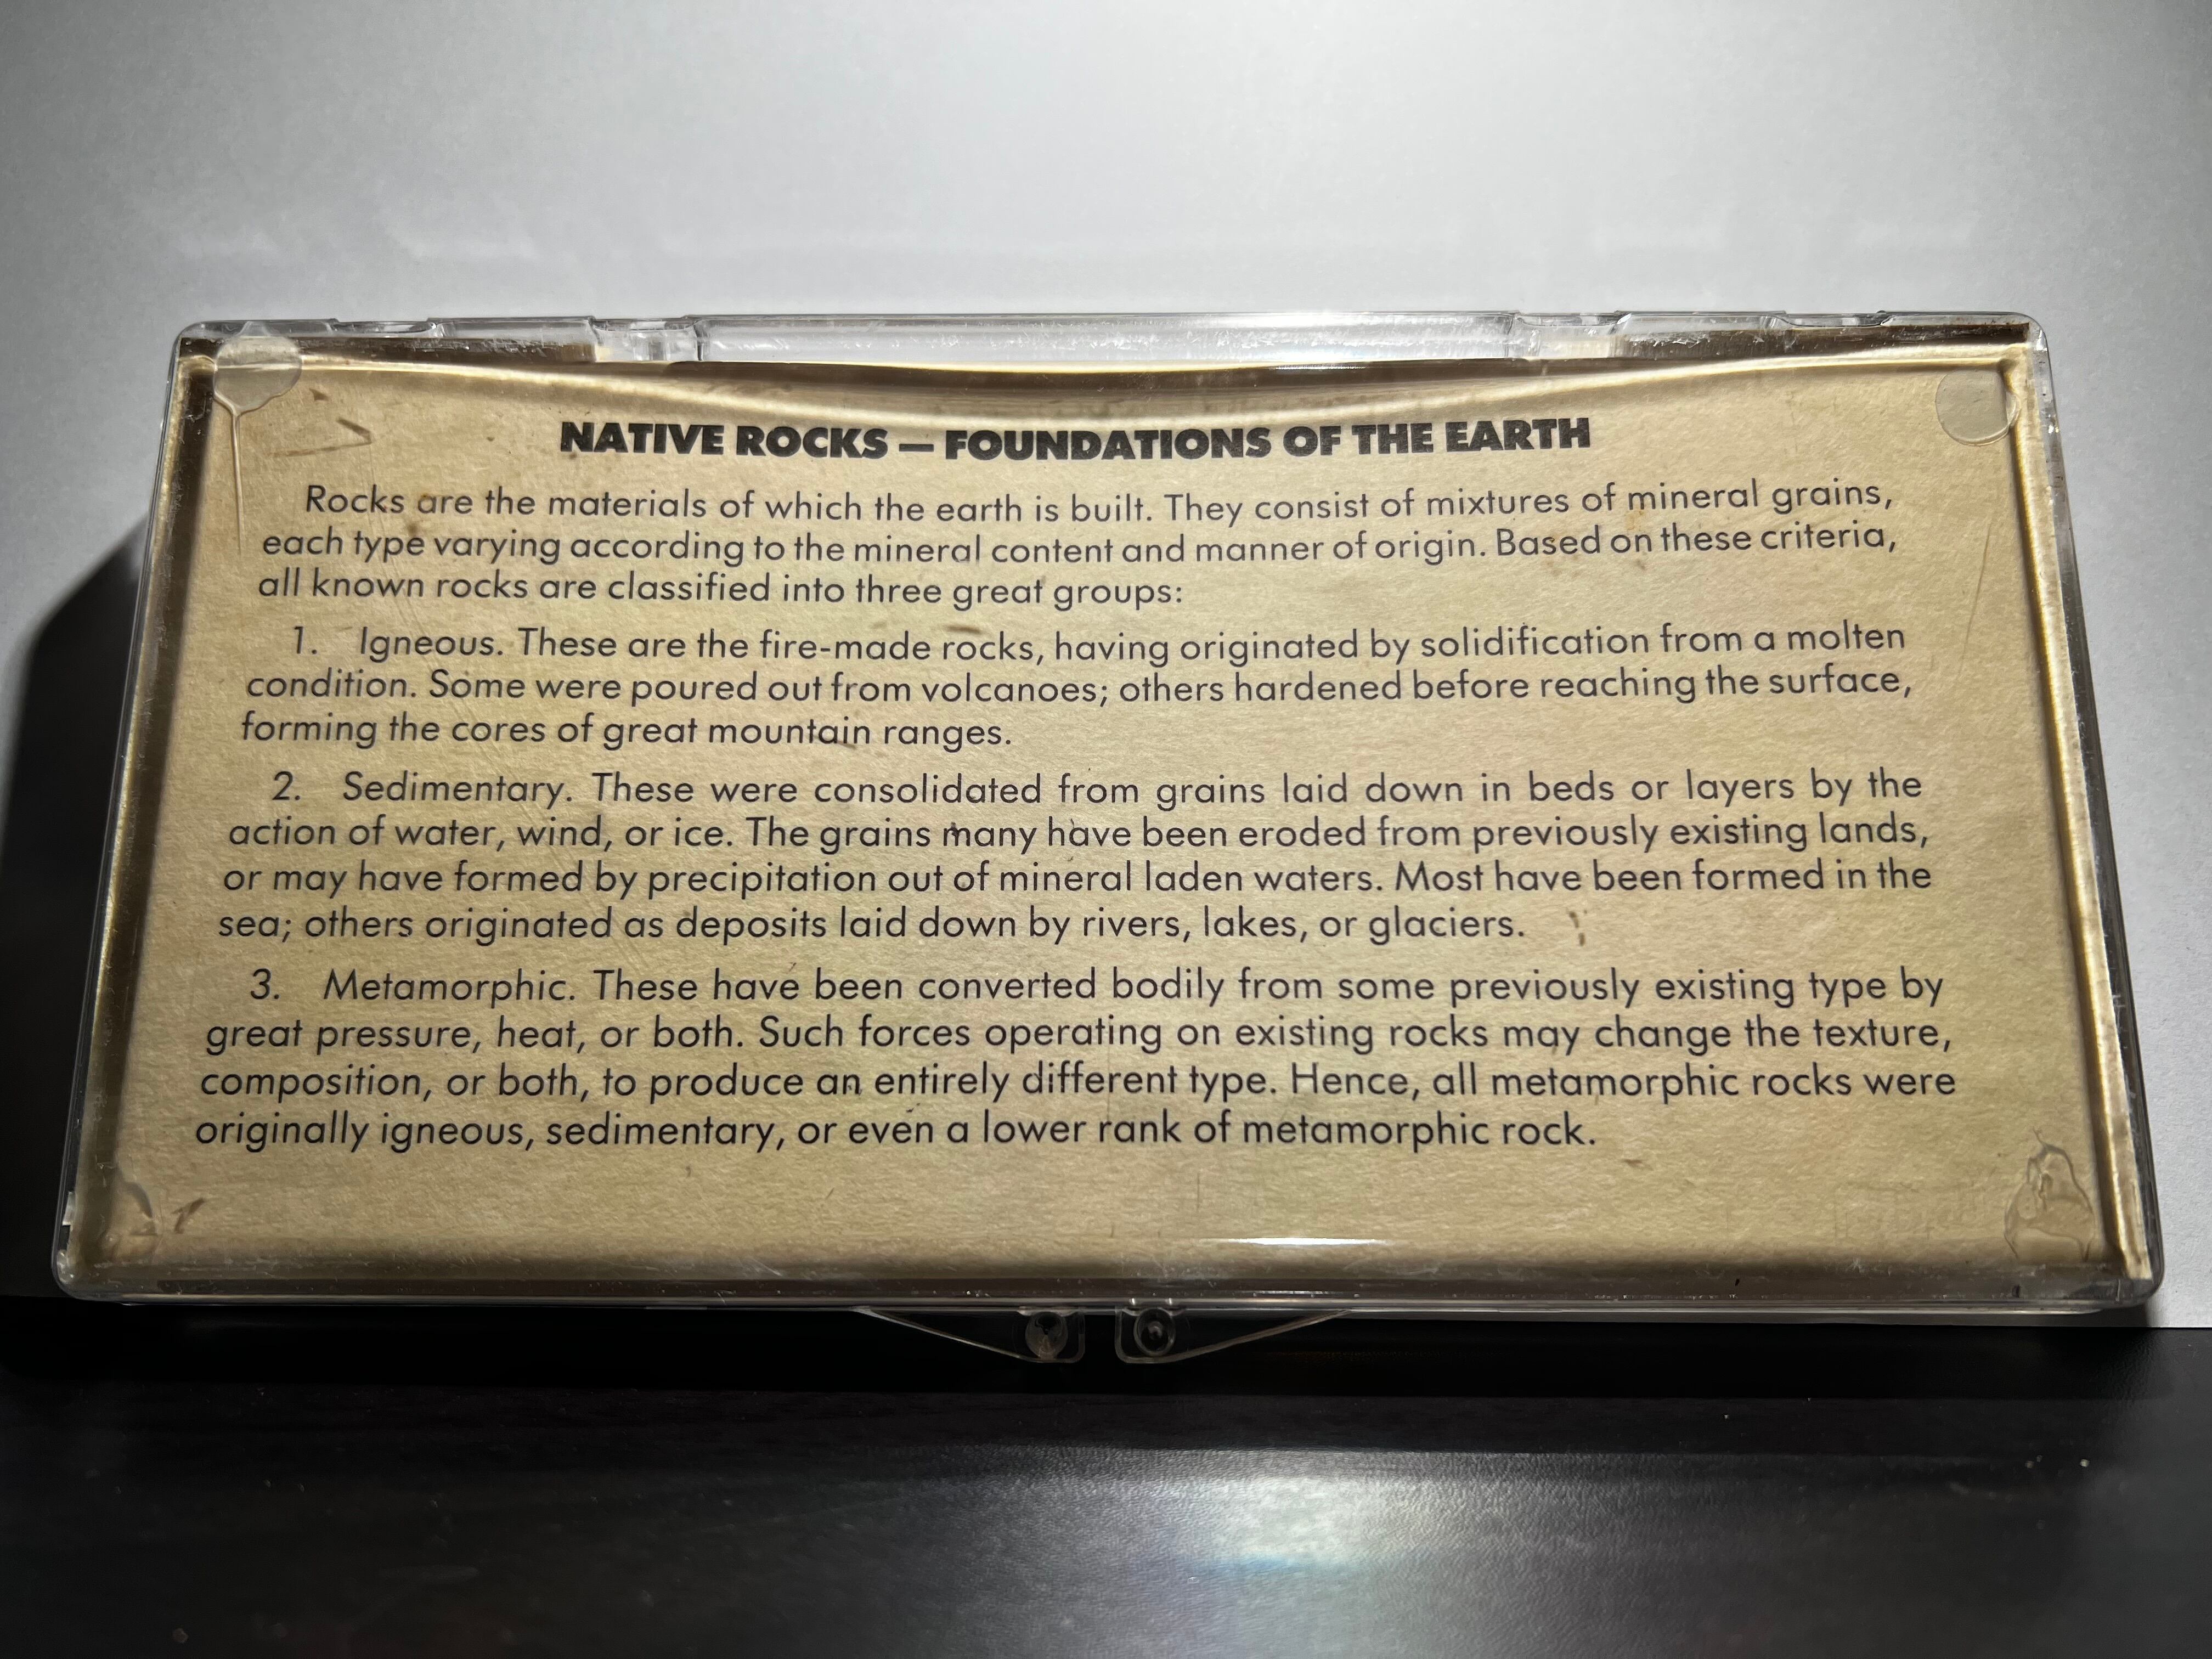 NATIVE ROCKS — FOUNDATIONS OF THE EARTH
Rocks are the materials of which the earth is built. They consist of mixtures of mineral grains,
each type varying according to the mineral content and manner of origin. Based on these criteria,
all known rocks are classified into three great groups:
1. Igneous. These are the fire-made rocks, having originated by solidification from a molten
condition. Some were poured out from volcanoes; others hardened before reaching the surface,
forming the cores of great mountain ranges.
2. Sedimentary. These were consolidated from grains laid down in beds or layers by the
action of water, wind, or ice. The grains many have been eroded from previously existing lands,
or may have formed by precipitation out of mineral laden waters. Most have been formed in the
sea; others originated as deposits laid down by rivers, lakes, or glaciers.
3. Metamorphic. These have been converted bodily from some previously existing type by
great pressure, heat, or both. Such forces operating on existing rocks may change the texture,
composition, or both, to produce an entirely different type. Hence, all metamorphic rocks were
originally igneous, sedimentary, or even a lower rank of metamorphic rock.